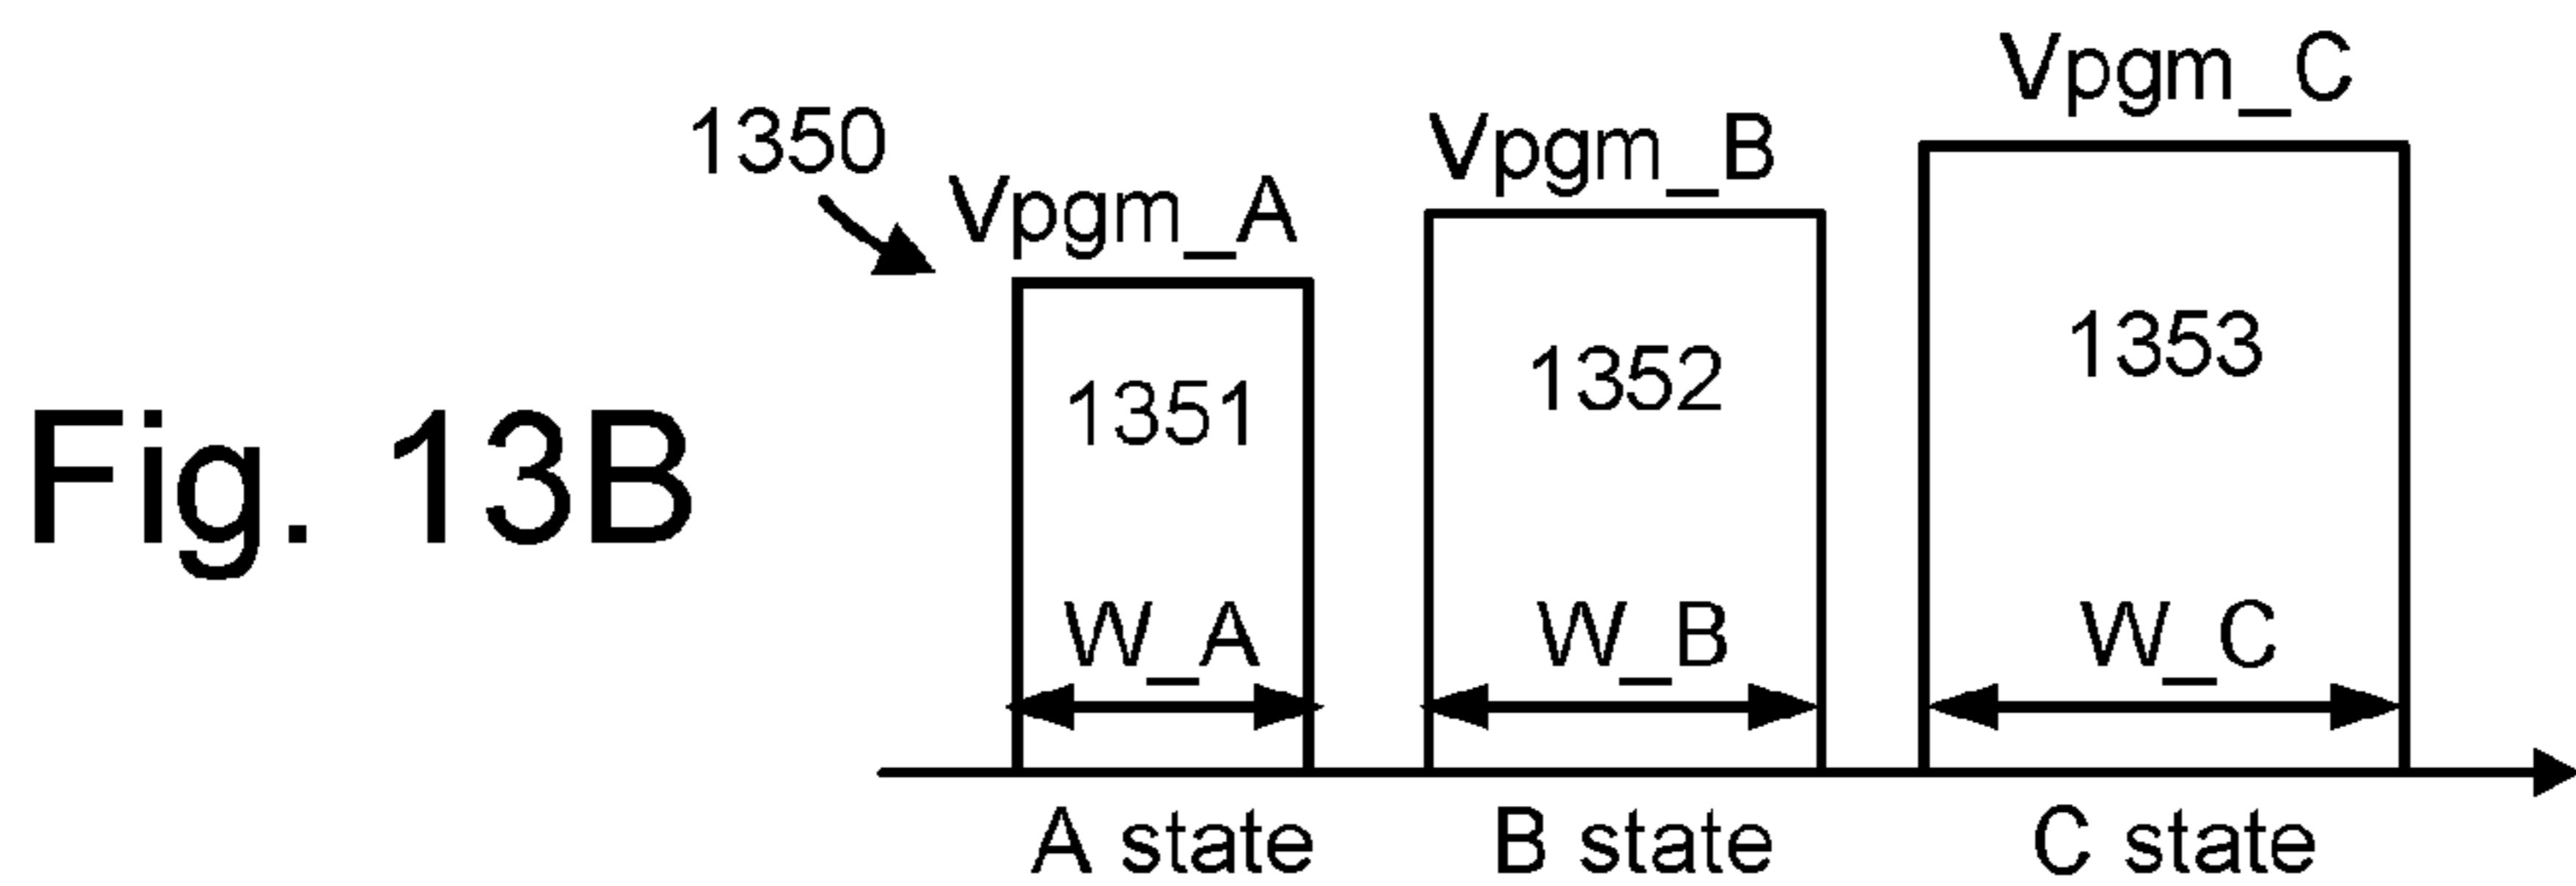 Fig. 13B
1350
Vpgm_A
Vpgm_B
Vpgm_C
1351
1352
1353
W_A
W_B
W_C
A state
B state
C state